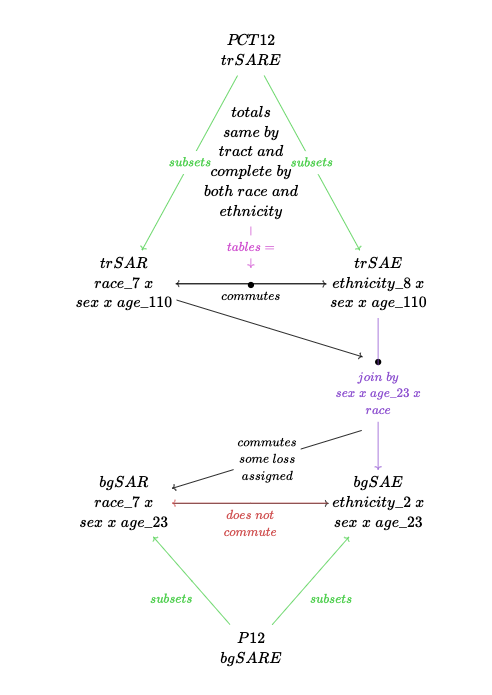 PCT12
trSARE
totals
same by
tract and
subsets
subsets
complete by
both race and
ethnicity
tables =
trSAR
race_7 x
sex x age_110
trSAE
ethnicity_8 x
sex x age_110
commutes
join by
sex x age_23 x
race
commutes
some loss
assigned
bgSAR
race_7 x
sex x age_23
bgSAE
ethnicity_2 x
sex x age_23
does not
commute
subsets
subsets
P12
bgSARE